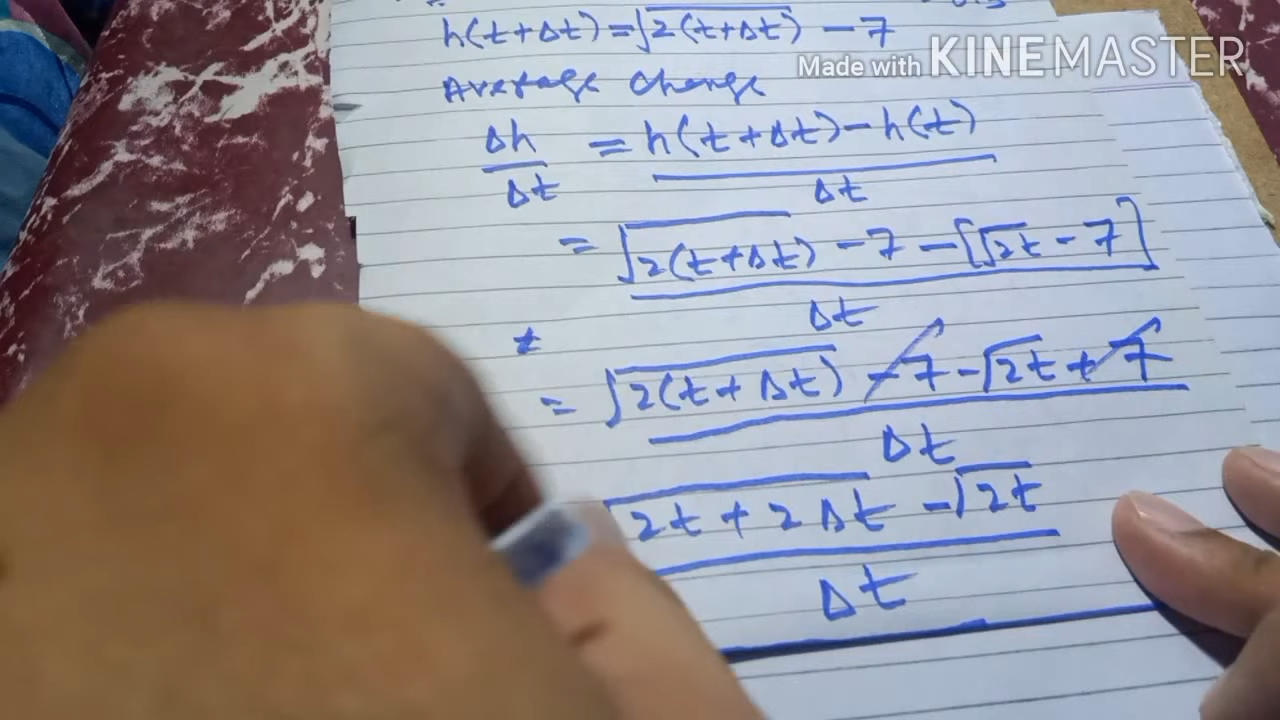 h(t+Δt)=√2(t+Δt) -7
Made with KINEMASTER
Average Change
Δh/Δt = h(t+Δt)-h(t)/Δt
= √2(t+Δt) -7 -[√2t -7]/Δt
= √2(t+Δt) -7 -√2t +7/Δt
√2t+2Δt -√2t/Δt